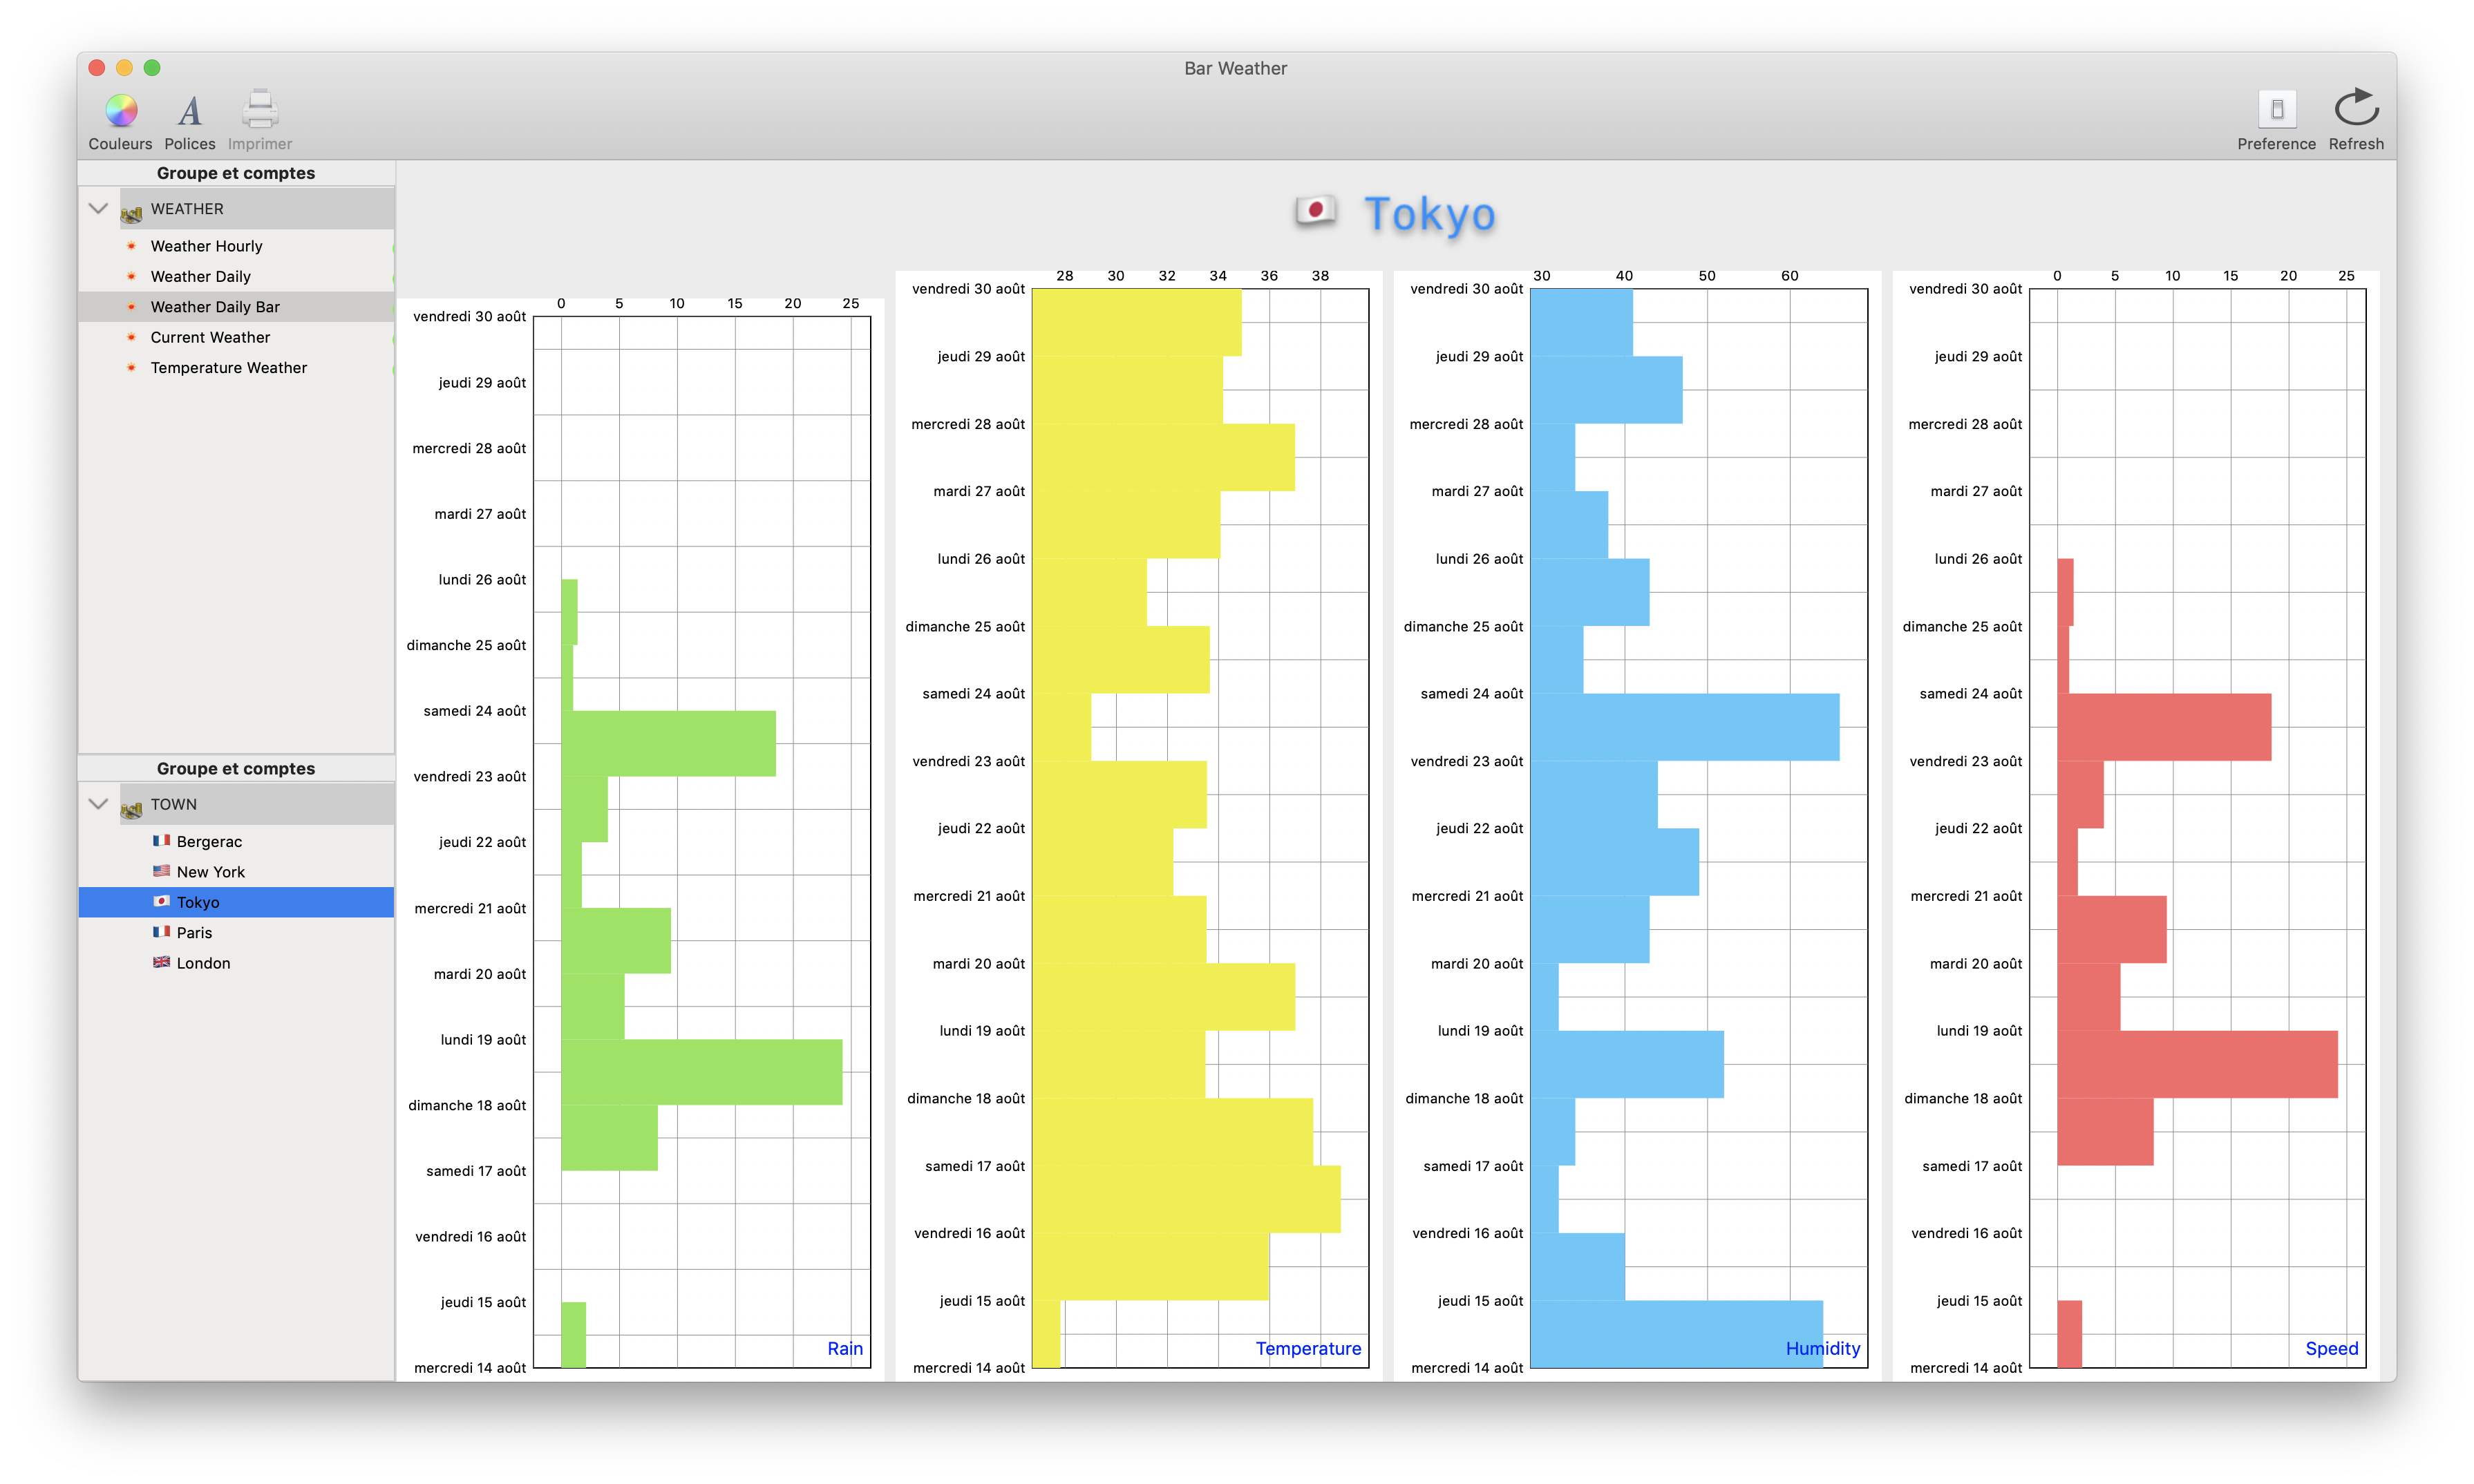 Bar Weather
Couleurs Polices Imprimer
Preference Refresh
Groupe et comptes
WEATHER
Weather Hourly
Weather Daily
Weather Daily Bar
Current Weather
Temperature Weather
Groupe et comptes
TOWN
Bergerac
New York
Tokyo
Paris
London
Tokyo
0 5 10 15 20 25
vendredi 30 août
jeudi 29 août
mercredi 28 août
mardi 27 août
lundi 26 août
dimanche 25 août
samedi 24 août
vendredi 23 août
jeudi 22 août
mercredi 21 août
mardi 20 août
lundi 19 août
dimanche 18 août
samedi 17 août
vendredi 16 août
jeudi 15 août
mercredi 14 août
Rain
28 30 32 34 36 38
vendredi 30 août
jeudi 29 août
mercredi 28 août
mardi 27 août
lundi 26 août
dimanche 25 août
samedi 24 août
vendredi 23 août
jeudi 22 août
mercredi 21 août
mardi 20 août
lundi 19 août
dimanche 18 août
samedi 17 août
vendredi 16 août
jeudi 15 août
mercredi 14 août
Temperature
30 40 50 60
vendredi 30 août
jeudi 29 août
mercredi 28 août
mardi 27 août
lundi 26 août
dimanche 25 août
samedi 24 août
vendredi 23 août
jeudi 22 août
mercredi 21 août
mardi 20 août
lundi 19 août
dimanche 18 août
samedi 17 août
vendredi 16 août
jeudi 15 août
mercredi 14 août
Humidity
0 5 10 15 20 25
vendredi 30 août
jeudi 29 août
mercredi 28 août
mardi 27 août
lundi 26 août
dimanche 25 août
samedi 24 août
vendredi 23 août
jeudi 22 août
mercredi 21 août
mardi 20 août
lundi 19 août
dimanche 18 août
samedi 17 août
vendredi 16 août
jeudi 15 août
mercredi 14 août
Speed